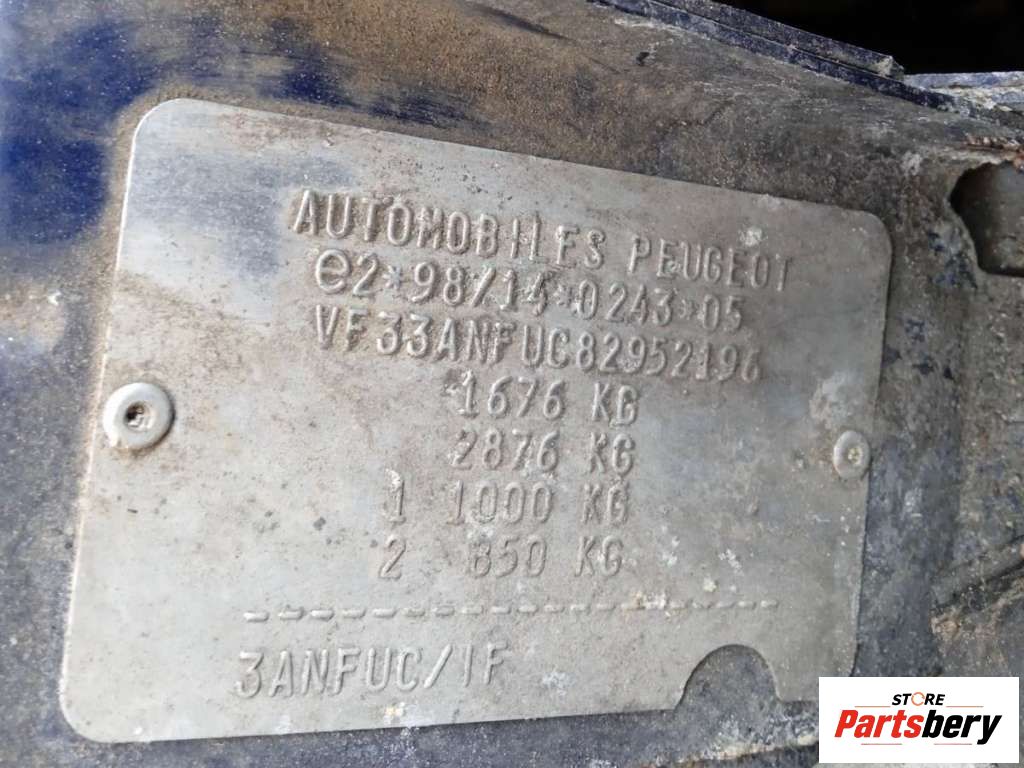 AUTOMOBILES PEUGEOT
e2*98/14*0243*05
VF33ANFUC82952196
1676 KG
2876 KG
1 1000 KG
2 850 KG
--------------------
3ANFUC/IF
STORE
Partsbery